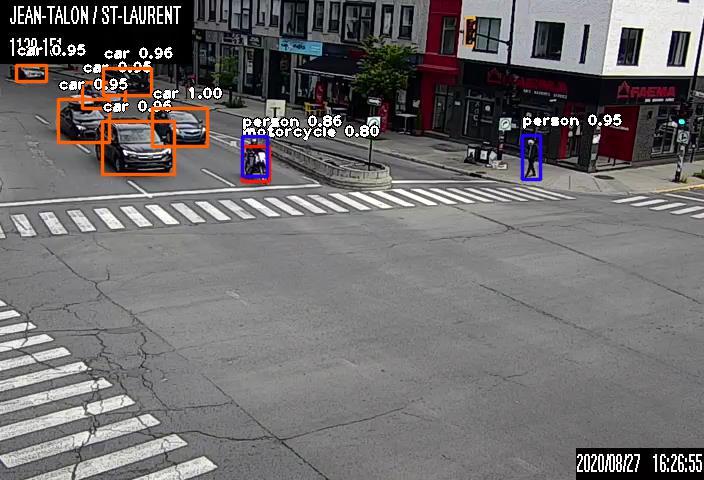 JEAN-TALON / ST-LAURENT
car 0.95
car 0.96
car 0.95
car 0.95
car 1.00
car 0.96
person 0.86
motorcycle 0.80
person 0.95
FAEMA
FAEMA
2020/08/27 16:26:55